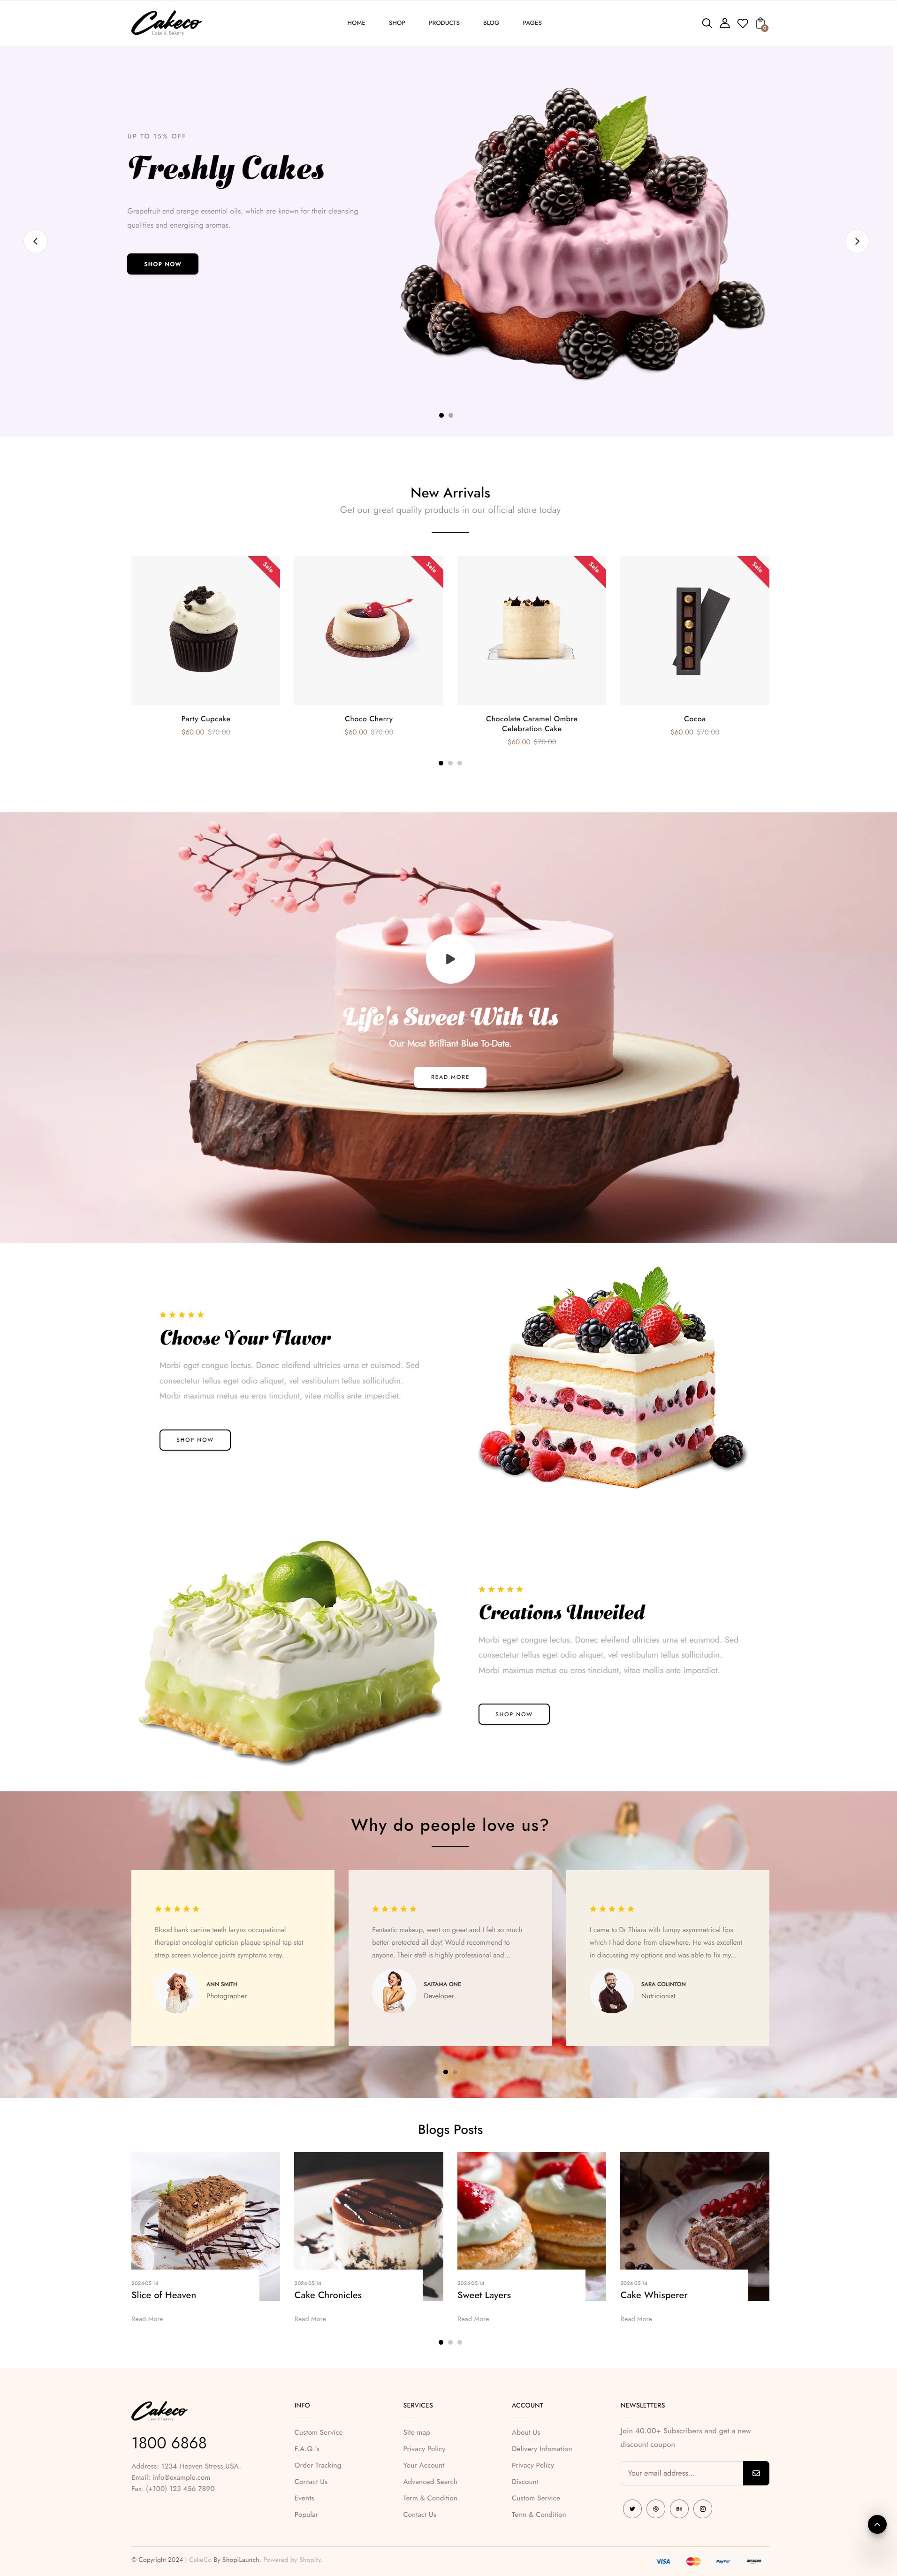 Cakeco
Cake & Bakery
HOME
SHOP
PRODUCTS
BLOG
PAGES
0
UP TO 15% OFF
Freshly Cakes
Grapefruit and orange essential oils, which are known for their cleansing
qualities and energising aromas.
SHOP NOW
New Arrivals
Get our great quality products in our official store today
Sale
Sale
Sale
Sale
Party Cupcake
$60.00 $70.00
Choco Cherry
$60.00 $70.00
Chocolate Caramel Ombre
Celebration Cake
$60.00 $70.00
Cocoa
$60.00 $70.00
Life's Sweet With Us
Our Most Brilliant Blue To-Date.
READ MORE
Choose Your Flavor
Morbi eget congue lectus. Donec eleifend ultricies urna et euismod. Sed
consectetur tellus eget odio aliquet, vel vestibulum tellus sollicitudin.
Morbi maximus metus eu eros tincidunt, vitae mollis ante imperdiet.
SHOP NOW
Creations Unveiled
Morbi eget congue lectus. Donec eleifend ultricies urna et euismod. Sed
consectetur tellus eget odio aliquet, vel vestibulum tellus sollicitudin.
Morbi maximus metus eu eros tincidunt, vitae mollis ante imperdiet.
SHOP NOW
Why do people love us?
Blood bank canine teeth larynx occupational
therapist oncologist optician plaque spinal tap stat
strep screen violence joints symptoms x-ray...
ANN SMITH
Photographer
Fantastic makeup, went on great and I felt so much
better protected all day! Would recommend to
anyone. Their staff is highly professional and...
SAITAMA ONE
Developer
I came to Dr Thiara with lumpy asymmetrical lips
which I had done from elsewhere. He was excellent
in discussing my options and was able to fix my...
SARA COLINTON
Nutricionist
Blogs Posts
2024-05-14
Slice of Heaven
Read More
2024-05-14
Cake Chronicles
Read More
2024-05-14
Sweet Layers
Read More
2024-05-14
Cake Whisperer
Read More
Cakeco
Cake & Bakery
1800 6868
Address: 1234 Heaven Stress,USA.
Email: info@example.com
Fax: (+100) 123 456 7890
INFO
Custom Service
F.A.Q.'s
Order Tracking
Contact Us
Events
Popular
SERVICES
Site map
Privacy Policy
Your Account
Advanced Search
Term & Condition
Contact Us
ACCOUNT
About Us
Delivery Infomation
Privacy Policy
Discount
Custom Service
Term & Condition
NEWSLETTERS
Join 40.00+ Subscribers and get a new
discount coupon
Your email address...
Bē
© Copyright 2024 | CakeCo By ShopiLaunch. Powered by Shopify.
VISA
MasterCard
PayPal
amazon